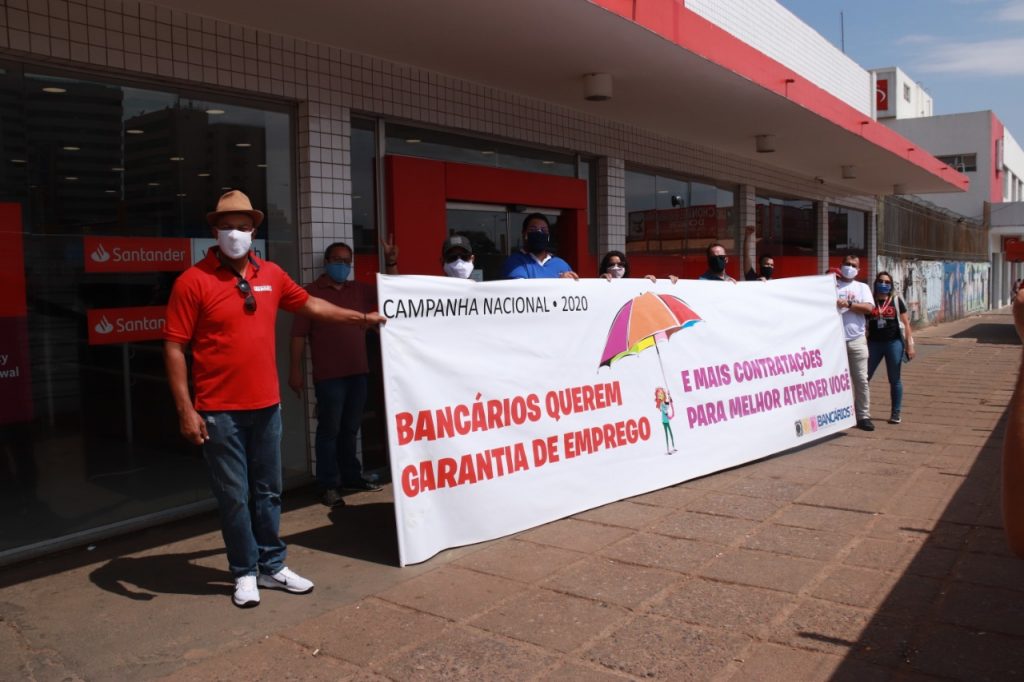 Santander
Santander
CAMPANHA NACIONAL • 2020
BANCÁRIOS QUEREM
GARANTIA DE EMPREGO
E MAIS CONTRATAÇÕES
PARA MELHOR ATENDER VOCÊ
BANCÁRIOS